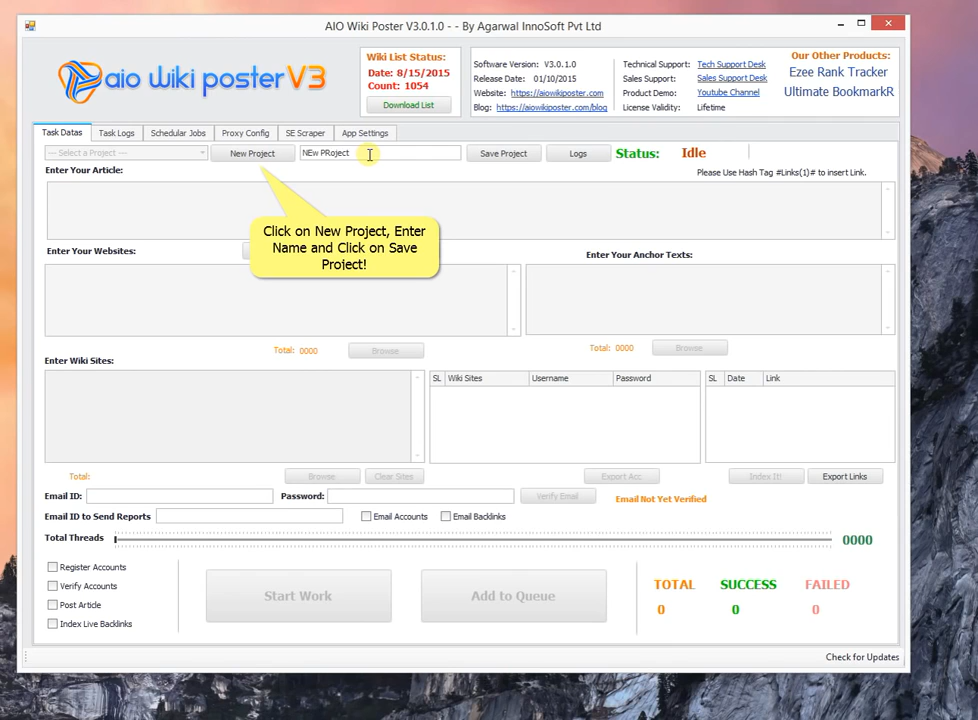 AIO Wiki Poster V3.0.1.0 - - By Agarwal InnoSoft Pvt Ltd
aio wiki poster V3
Wiki List Status:
Date: 8/15/2015
Count: 1054
Download List
Software Version: V3.0.1.0
Release Date: 01/10/2015
Website: https://aiowikiposter.com
Blog: https://aiowikiposter.com/blog
Technical Support: Tech Support Desk
Sales Support: Sales Support Desk
Product Demo: Youtube Channel
License Validity: Lifetime
Our Other Products:
Ezee Rank Tracker
Ultimate BookmarkR
Task Datas Task Logs Schedular Jobs Proxy Config SE Scraper App Settings
--- Select a Project --- New Project NEw PRoject Save Project Logs Status: Idle
Enter Your Article: Please Use Hash Tag #Links(1)# to insert Link.
Click on New Project, Enter
Name and Click on Save
Project!
Enter Your Websites: Enter Your Anchor Texts:
Total: 0000 Browse Total: 0000 Browse
Enter Wiki Sites:
SL Wiki Sites Username Password SL Date Link
Total: Browse Clear Sites Export Acc Index It! Export Links
Email ID: Password: Verify Email Email Not Yet Verified
Email ID to Send Reports Email Accounts Email Backlinks
Total Threads 0000
Register Accounts
Verify Accounts
Post Article
Index Live Backlinks
Start Work Add to Queue
TOTAL SUCCESS FAILED
0 0 0
Check for Updates